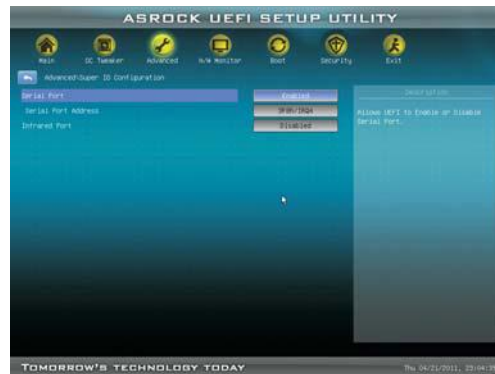 ASROCK UEFI SETUP UTILITY
Main OC Tweaker Advanced H/W Monitor Boot Security Exit
Advanced\Super IO Configuration
Description
Serial Port Enabled
Serial Port Address 3F8h/IRQ4
Infrared Port Disabled
Allows UEFI to Enable or Disable
Serial Port.
TOMORROW'S TECHNOLOGY TODAY
Thu 04/21/2011,